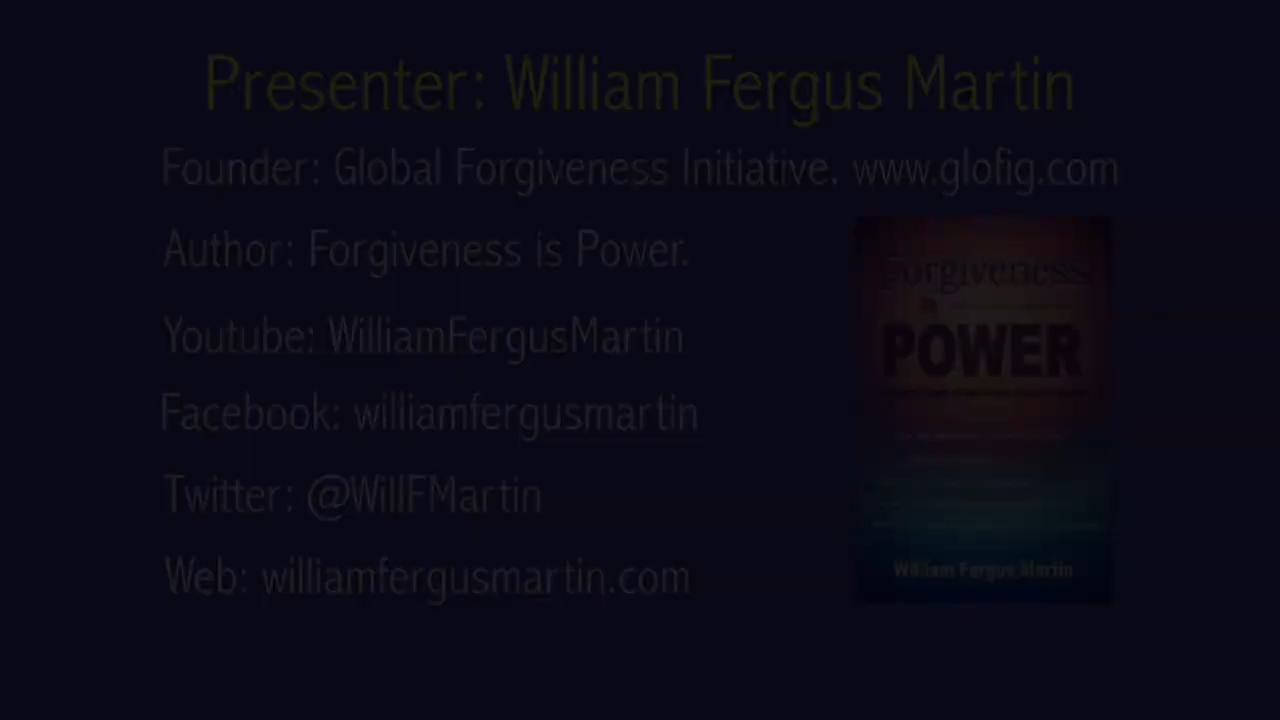 Presenter: William Fergus Martin
Founder: Global Forgiveness Initiative. www.glofig.com
Author: Forgiveness is Power.
Youtube: WilliamFergusMartin
Facebook: williamfergusmartin
Twitter: @WillFMartin
Web: williamfergusmartin.com
Forgiveness
is
POWER
William Fergus Martin